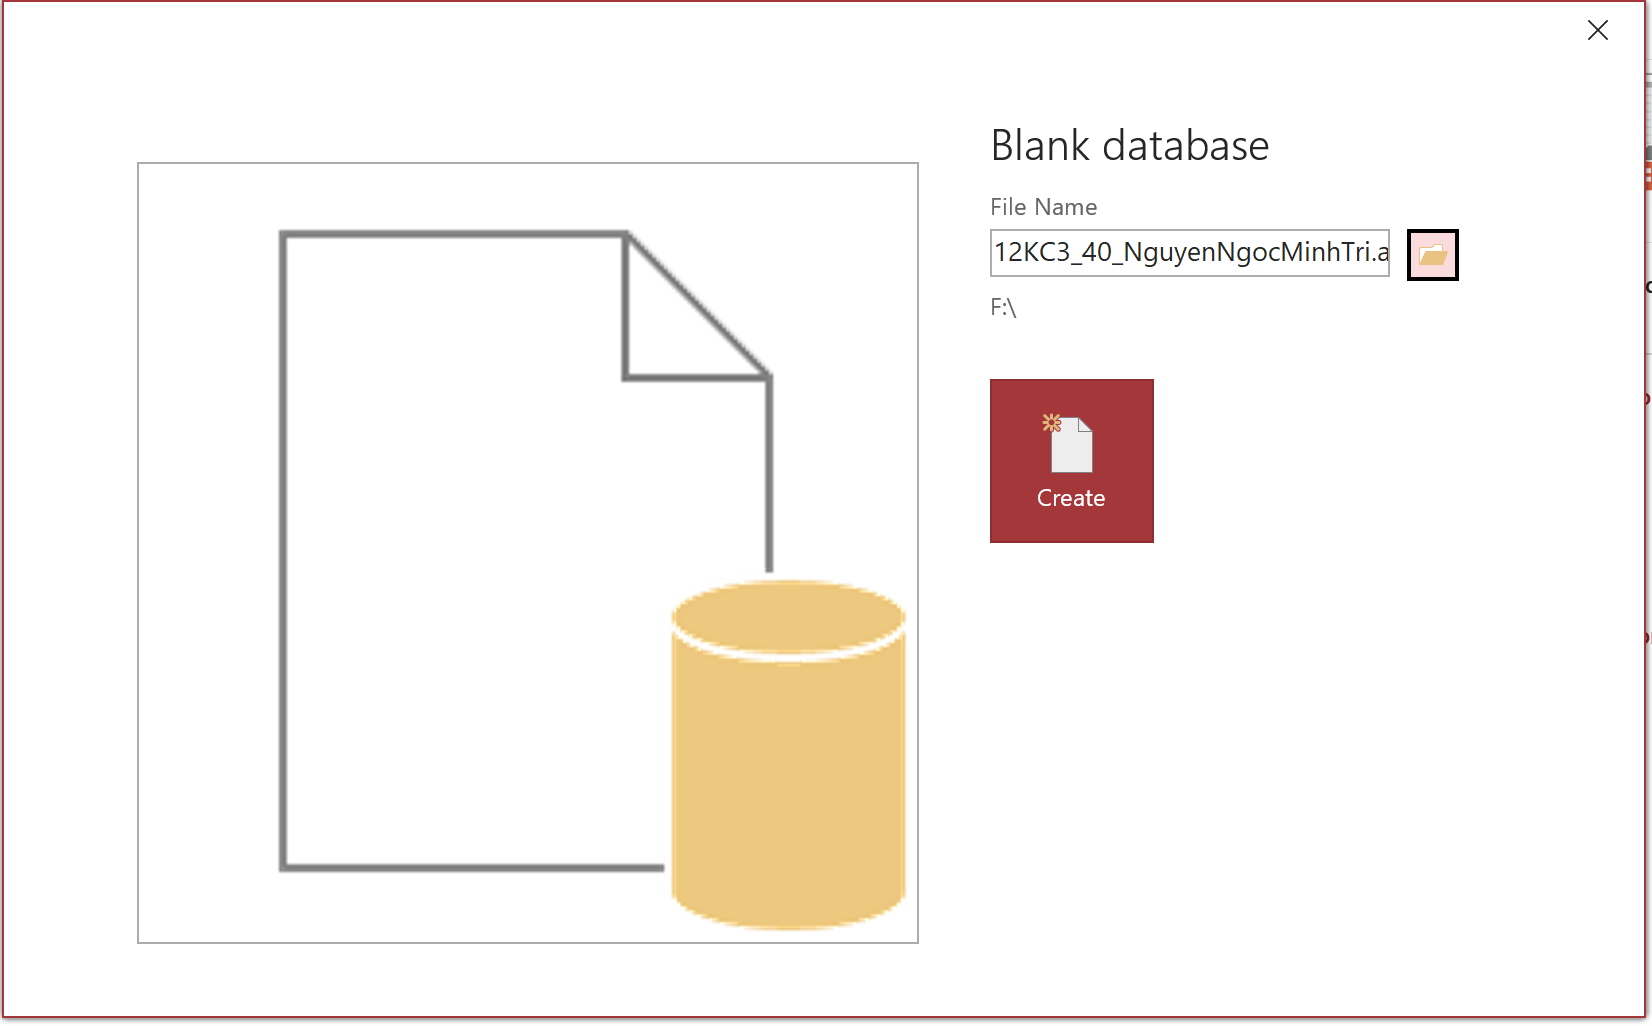 Blank database
File Name
12KC3_40_NguyenNgocMinhTri.a
F:\
Create